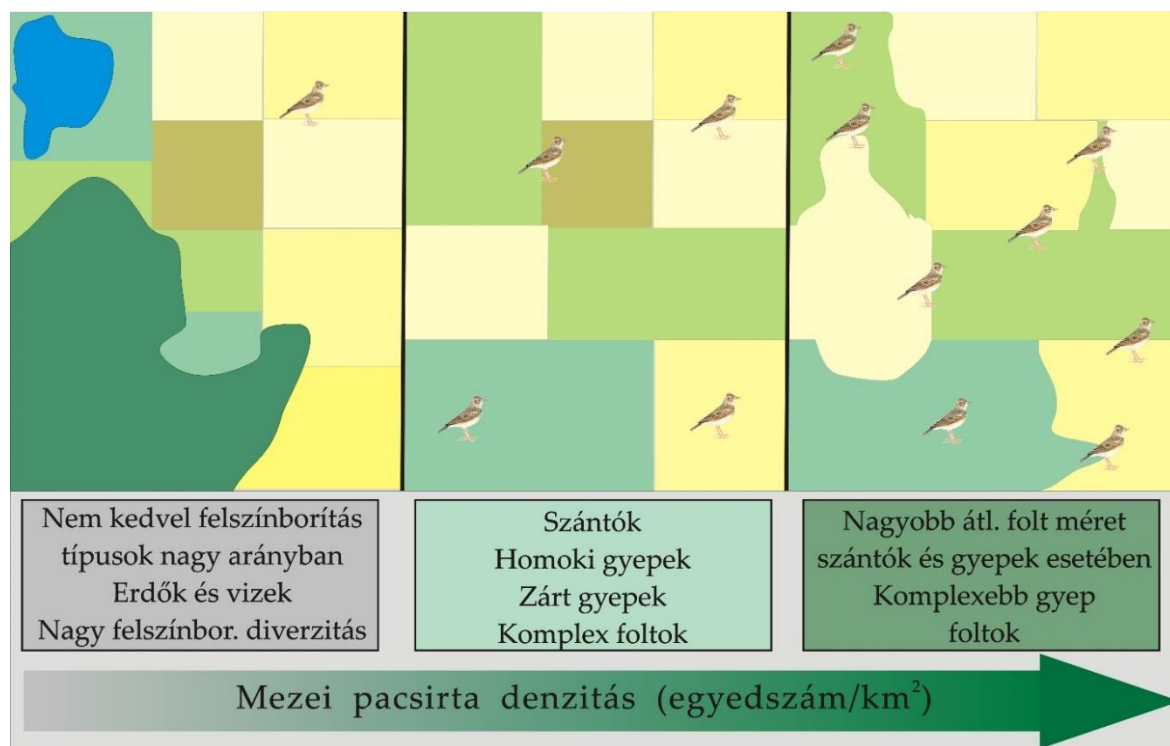 Nem kedvel felszínborítás
típusok nagy arányban
Erdők és vizek
Nagy felszínbor. diverzitás
Szántók
Homoki gyepek
Zárt gyepek
Komplex foltok
Nagyobb átl. folt méret
szántók és gyepek esetében
Komplexebb gyep
foltok
Mezei pacsirta denzitás (egyedszám/km²)